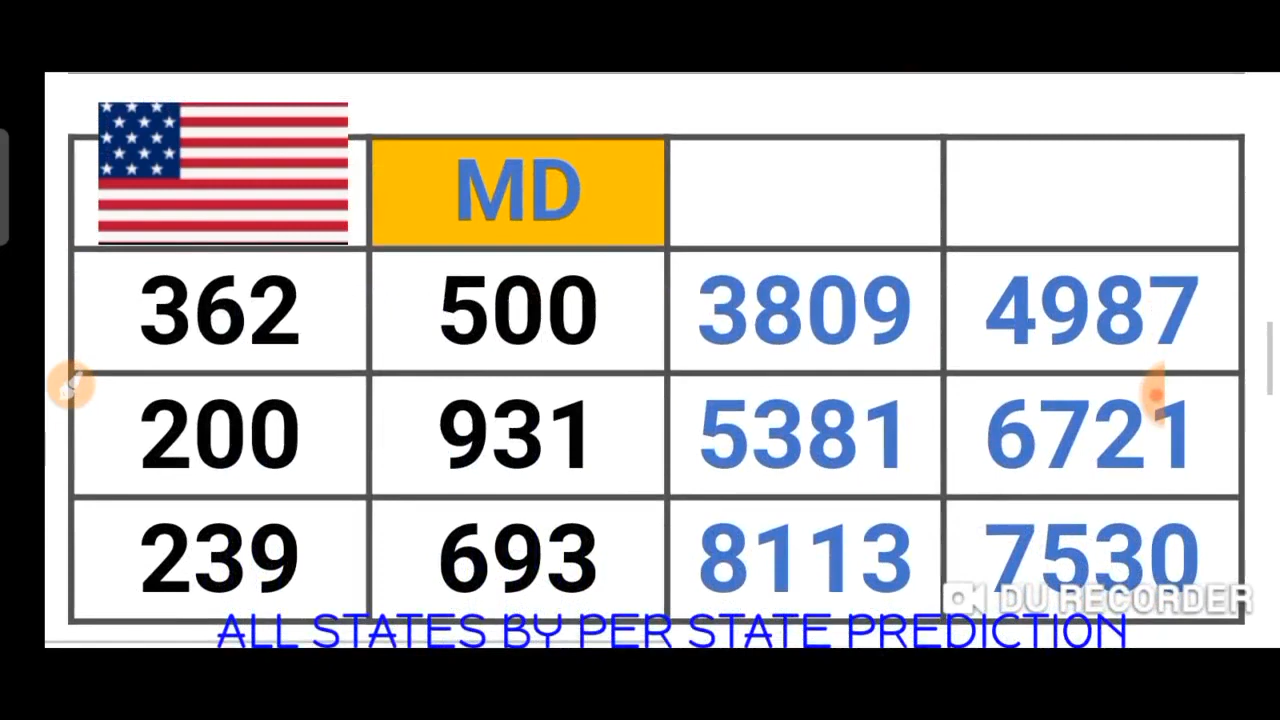 MD
362 500 3809 4987
200 931 5381 6721
239 693 8113 7530
DU RECORDER
ALL STATES BY PER STATE PREDICTION